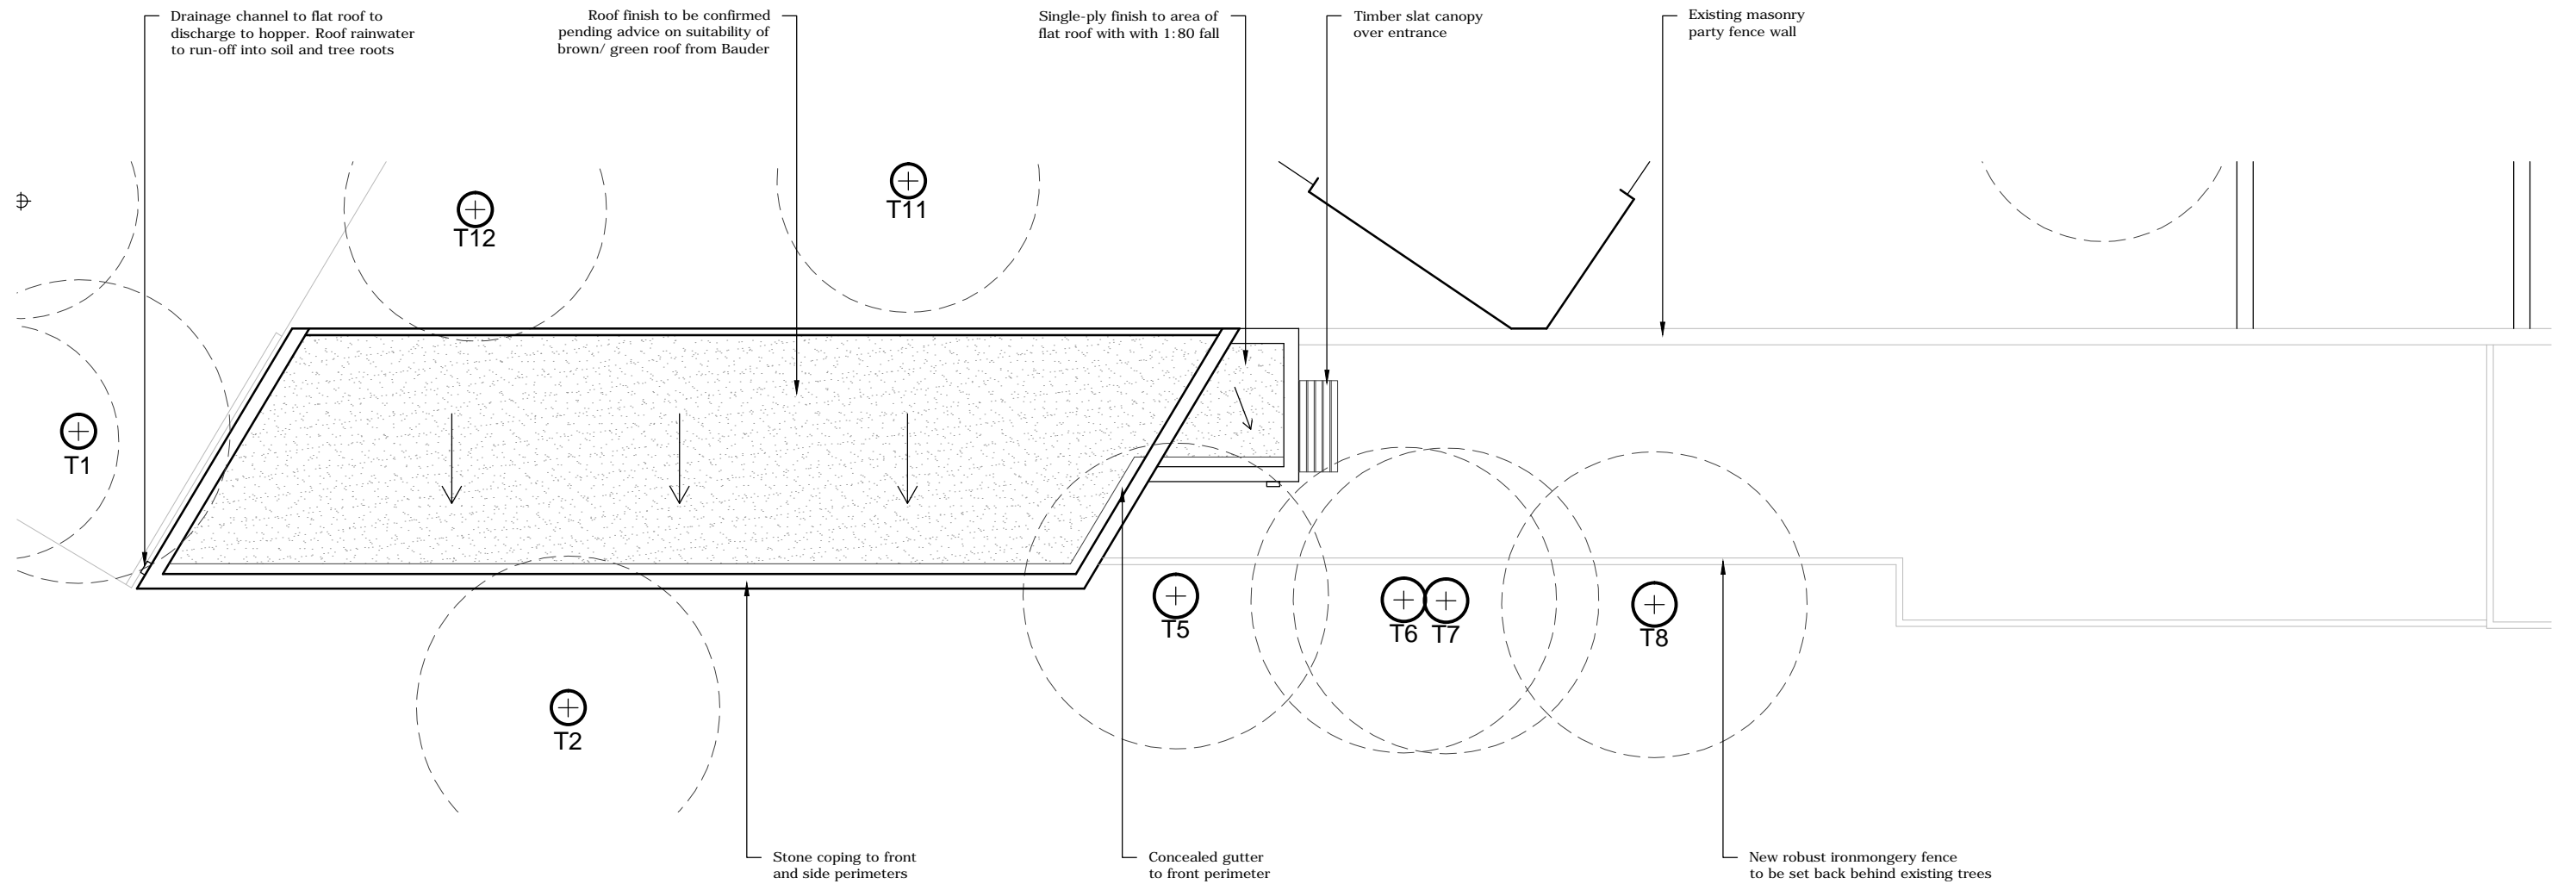 Drainage channel to flat roof to
discharge to hopper. Roof rainwater
to run-off into soil and tree roots
Roof finish to be confirmed
pending advice on suitability of
brown/ green roof from Bauder
Single-ply finish to area of
flat roof with with 1:80 fall
Timber slat canopy
over entrance
Existing masonry
party fence wall
T12
T11
T1
T5
T6
T7
T8
T2
Stone coping to front
and side perimeters
Concealed gutter
to front perimeter
New robust ironmongery fence
to be set back behind existing trees